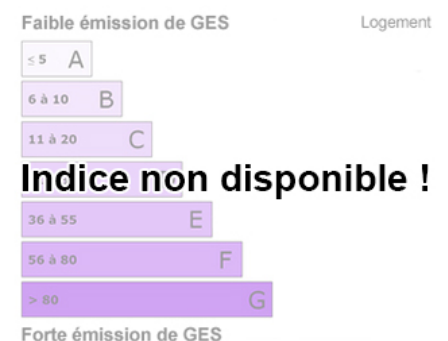 Faible émission de GES
Logement
≤ 5 A
6 à 10 B
11 à 20 C
Indice non disponible !
36 à 55 E
56 à 80 F
> 80 G
Forte émission de GES